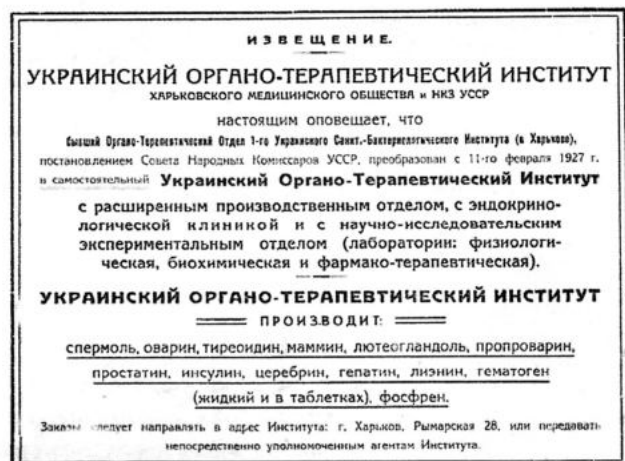 ИЗВЕЩЕНИЕ.
УКРАИНСКИЙ ОРГАНО-ТЕРАПЕВТИЧЕСКИЙ ИНСТИТУТ
ХАРЬКОВСКОГО МЕДИЦИНСКОГО ОБЩЕСТВА и НКЗ УССР
настоящим оповещает, что
бывший Органо-Терапевтический Отдел 1-го Украинского Санит.-Бактериологического Института (в Харькове),
постановлением Совета Народных Комиссаров УССР, преобразован с 11-го февраля 1927 г.
в самостоятельный Украинский Органо-Терапевтический Институт
с расширенным производственным отделом, с эндокрино-
логической клиникой и с научно-исследовательским
экспериментальным отделом (лаборатории: физиологи-
ческая, биохимическая и фармако-терапевтическая).
УКРАИНСКИЙ ОРГАНО-ТЕРАПЕВТИЧЕСКИЙ ИНСТИТУТ
ПРОИЗВОДИТ:
спермоль, оварин, тиреоидин, маммин, лютеогландоль, пропроварин,
простатин, инсулин, церебрин, гепатин, лиэнин, гематоген
(жидкий и в таблетках), фосфрен.
Заказы следует направлять в адрес Института: г. Харьков, Рымарская 28, или передавать
непосредственно уполномоченным агентам Института.